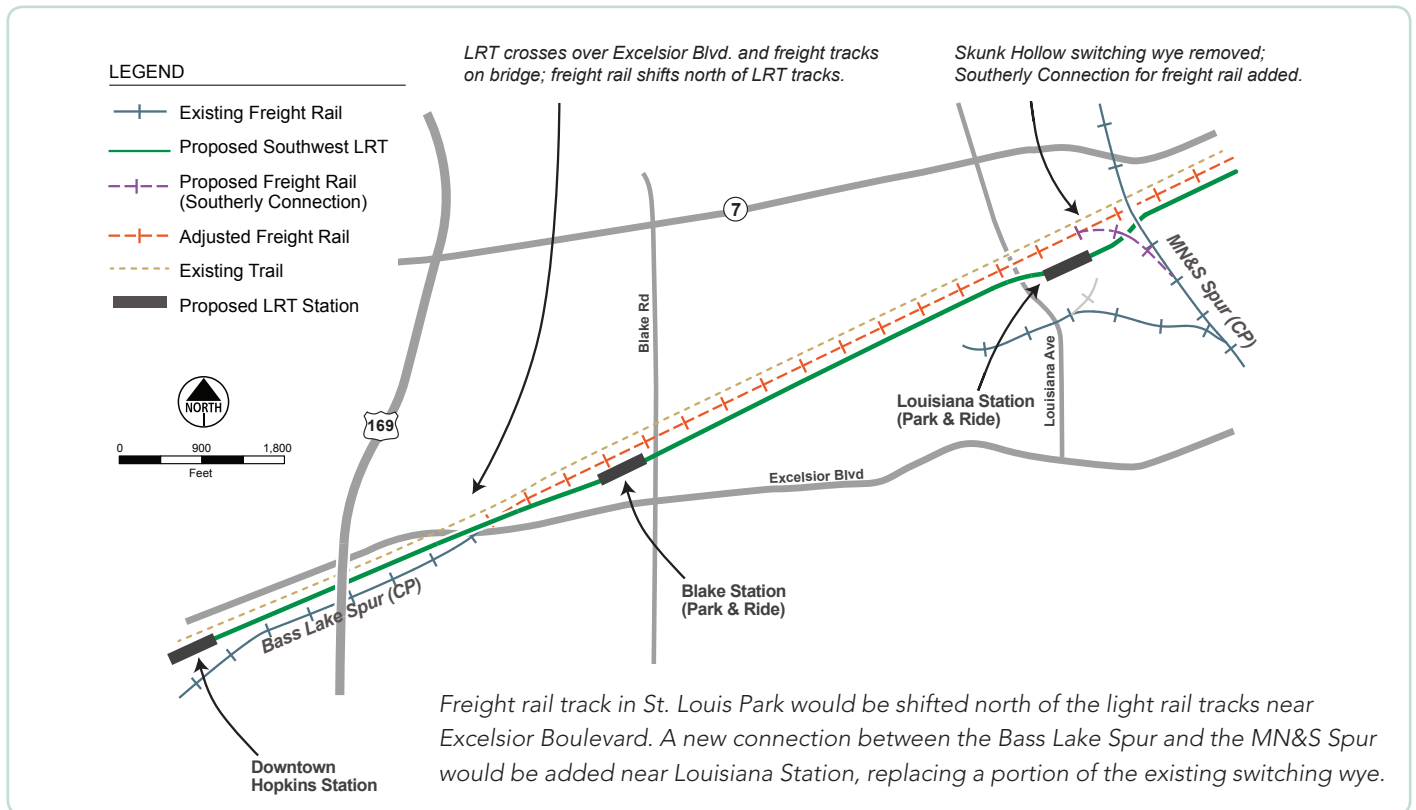 LRT crosses over Excelsior Blvd. and freight tracks
on bridge; freight rail shifts north of LRT tracks.
Skunk Hollow switching wye removed;
Southerly Connection for freight rail added.
LEGEND
Existing Freight Rail
Proposed Southwest LRT
Proposed Freight Rail
(Southerly Connection)
Adjusted Freight Rail
Existing Trail
Proposed LRT Station
NORTH
0 900 1,800
Feet
7
169
Blake Rd
MN&S Spur (CP)
Louisiana Ave
Louisiana Station
(Park & Ride)
Excelsior Blvd
Blake Station
(Park & Ride)
Bass Lake Spur (CP)
Downtown
Hopkins Station
Freight rail track in St. Louis Park would be shifted north of the light rail tracks near
Excelsior Boulevard. A new connection between the Bass Lake Spur and the MN&S Spur
would be added near Louisiana Station, replacing a portion of the existing switching wye.